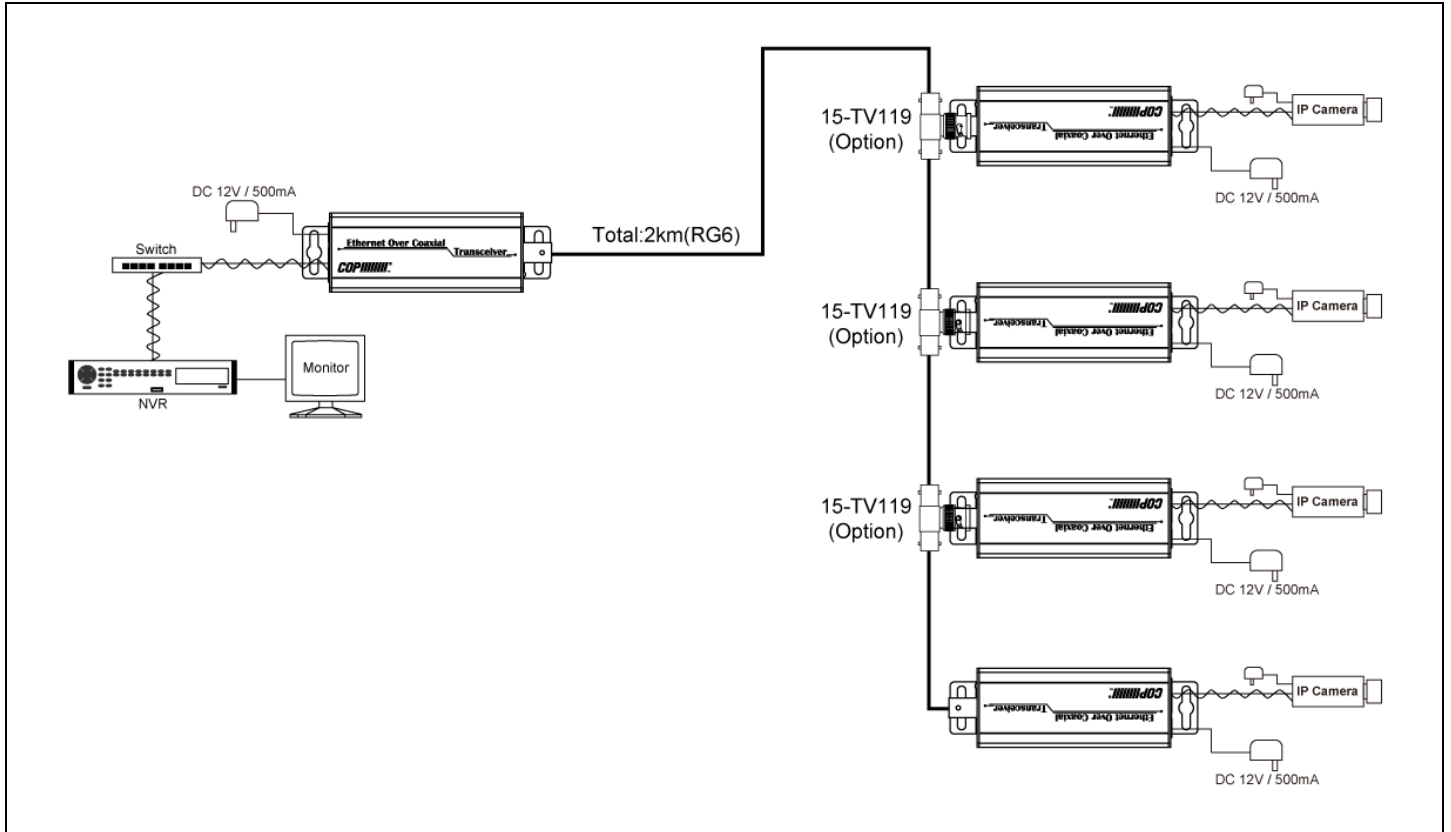 15-TV119
(Option)
IP Camera
Ethernet Over Coaxial
Transceiver
COP
DC 12V / 500mA
DC 12V / 500mA
Ethernet Over Coaxial
Transceiver
COP
Total:2km(RG6)
Switch
NVR
Monitor
15-TV119
(Option)
IP Camera
Ethernet Over Coaxial
Transceiver
COP
DC 12V / 500mA
15-TV119
(Option)
IP Camera
Ethernet Over Coaxial
Transceiver
COP
DC 12V / 500mA
IP Camera
Ethernet Over Coaxial
Transceiver
COP
DC 12V / 500mA